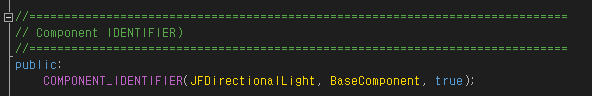 //===========================================================================
// Component IDENTIFIER)
//===========================================================================
public:
COMPONENT_IDENTIFIER(JFDirectionalLight, BaseComponent, true);